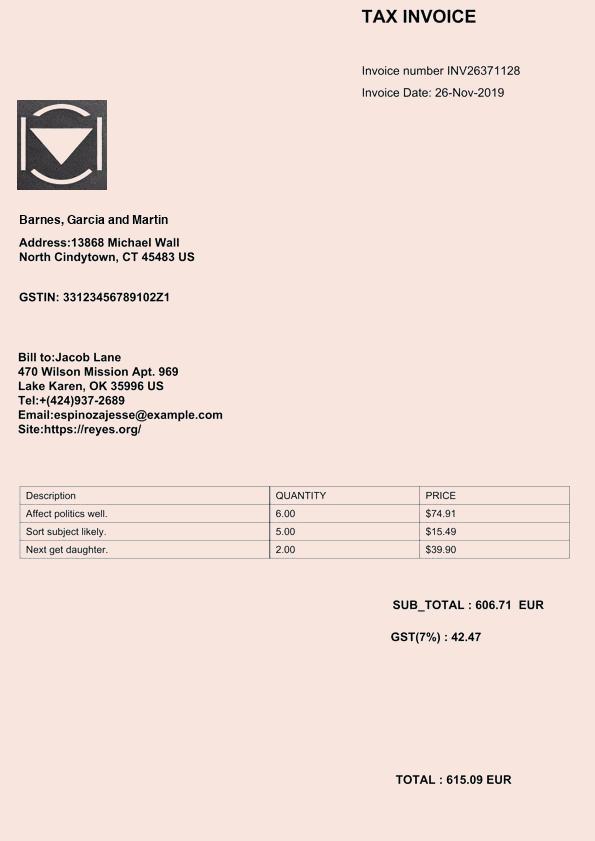 TAX INVOICE
Invoice number INV26371128
Invoice Date: 26-Nov-2019
Barnes, Garcia and Martin
Address:13868 Michael Wall
North Cindytown, CT 45483 US
GSTIN: 33123456789102Z1
Bill to:Jacob Lane
470 Wilson Mission Apt. 969
Lake Karen, OK 35996 US
Tel:+(424)937-2689
Email:espinozajesse@example.com
Site:https://reyes.org/
Description QUANTITY PRICE
Affect politics well. 6.00 $74.91
Sort subject likely. 5.00 $15.49
Next get daughter. 2.00 $39.90
SUB_TOTAL : 606.71 EUR
GST(7%) : 42.47
TOTAL : 615.09 EUR